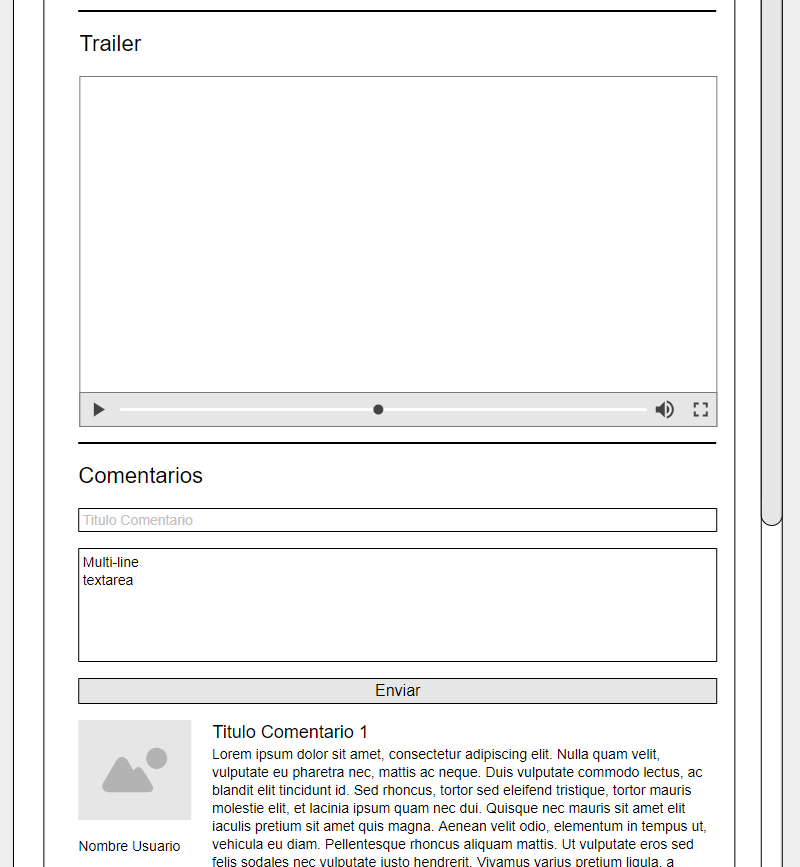 Trailer
Comentarios
Titulo Comentario
Multi-line
textarea
Enviar
Titulo Comentario 1
Lorem ipsum dolor sit amet, consectetur adipiscing elit. Nulla quam velit,
vulputate eu pharetra nec, mattis ac neque. Duis vulputate commodo lectus, ac
blandit elit tincidunt id. Sed rhoncus, tortor sed eleifend tristique, tortor mauris
molestie elit, et lacinia ipsum quam nec dui. Quisque nec mauris sit amet elit
iaculis pretium sit amet quis magna. Aenean velit odio, elementum in tempus ut,
vehicula eu diam. Pellentesque rhoncus aliquam mattis. Ut vulputate eros sed
felis sodales nec vulputate justo hendrerit. Vivamus varius pretium ligula, a
Nombre Usuario